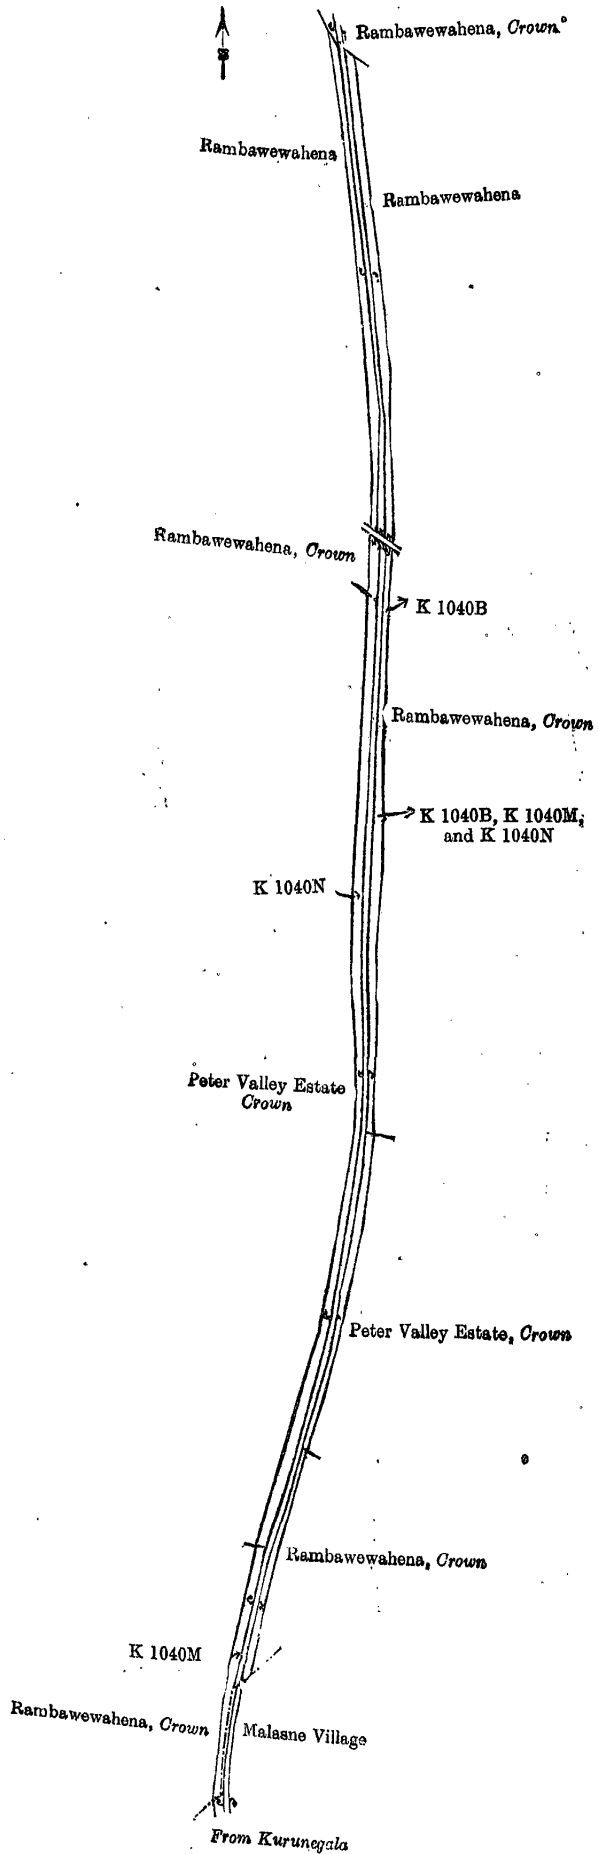 Rambawewahena, Crown.
Rambawewahena
Rambawewahena
Rambawewahena, Crown
K 1040B
Rambawewahena, Crown
K 1040B, K 1040M,
and K 1040N
K 1040N
Peter Valley Estate
Crown
Peter Valley Estate, Crown
Rambawewahena, Crown
K 1040M
Rambawewahena, Crown
Malasne Village
From Kurunegala